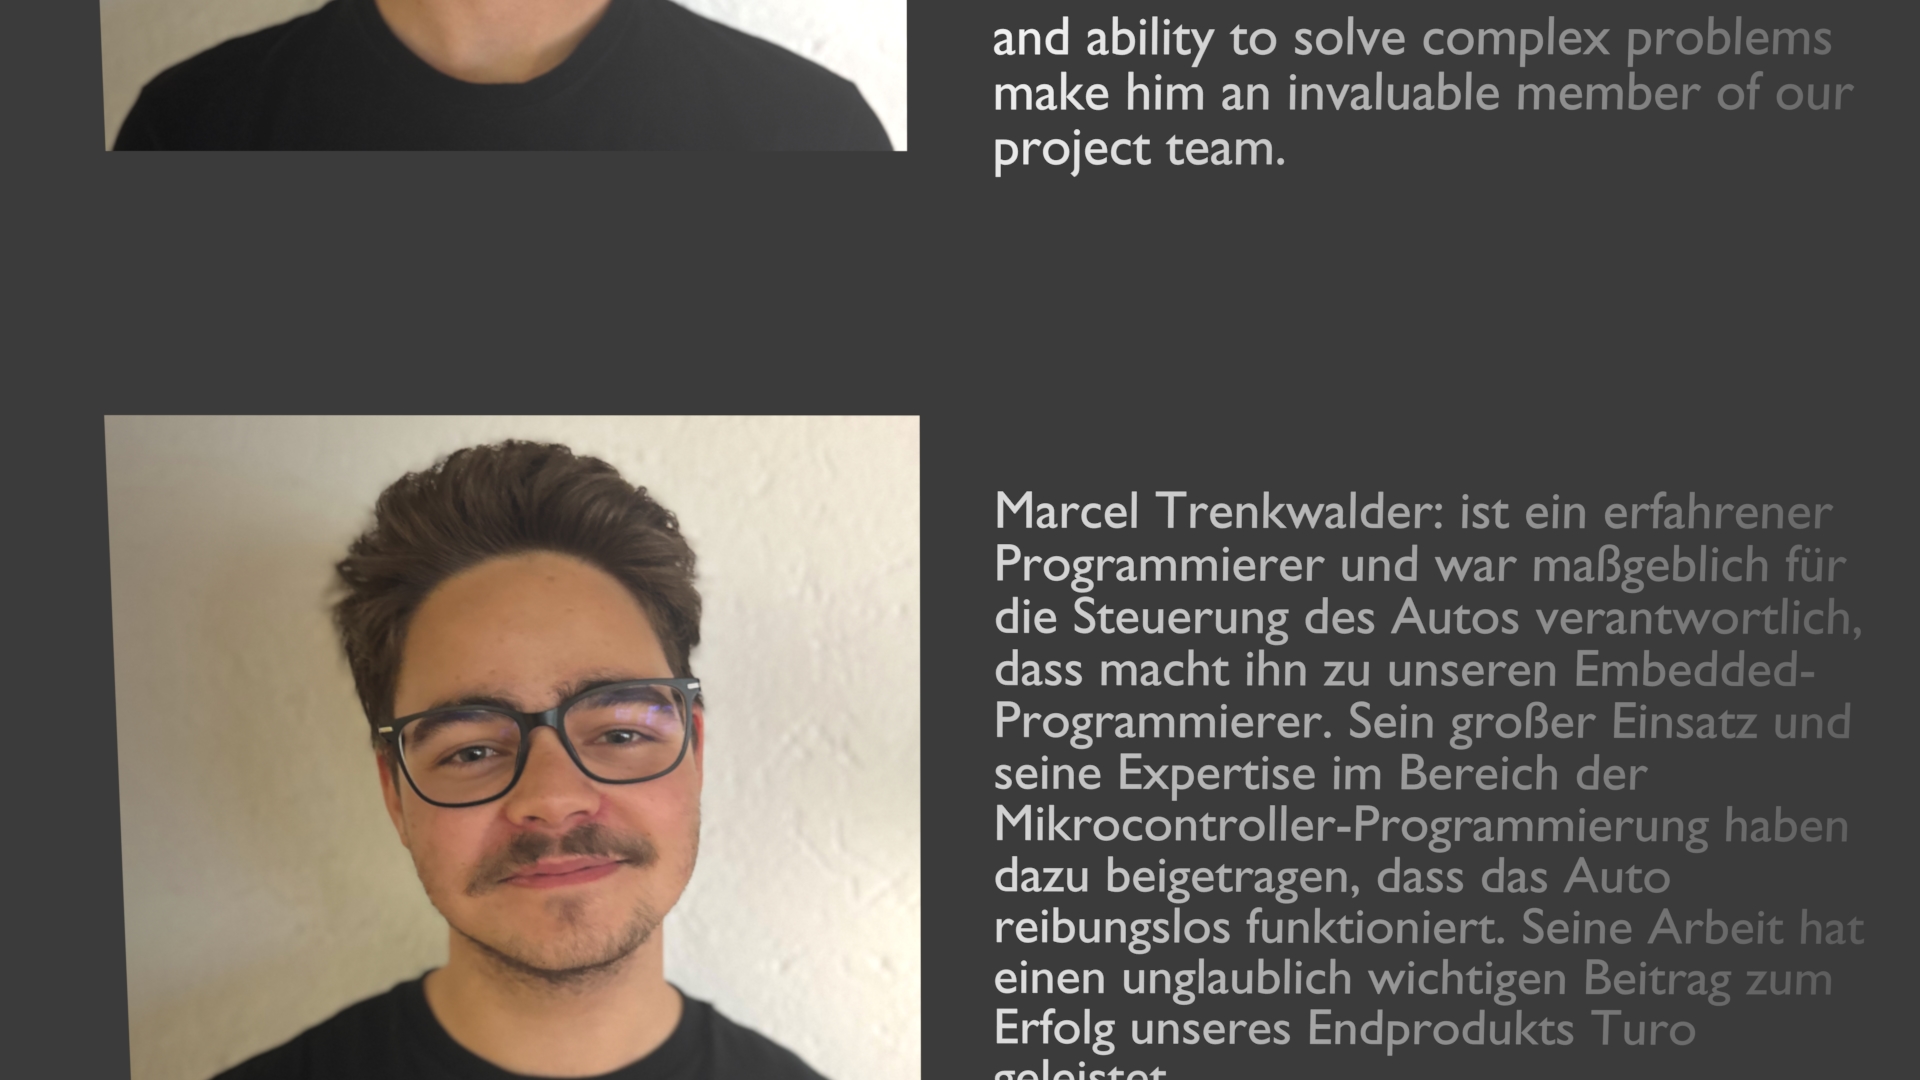 and ability to solve complex problems
make him an invaluable member of our
project team.
Marcel Trenkwalder: ist ein erfahrener
Programmierer und war maßgeblich für
die Steuerung des Autos verantwortlich,
dass macht ihn zu unseren Embedded-
Programmierer. Sein großer Einsatz und
seine Expertise im Bereich der
Mikrocontroller-Programmierung haben
dazu beigetragen, dass das Auto
reibungslos funktioniert. Seine Arbeit hat
einen unglaublich wichtigen Beitrag zum
Erfolg unseres Endprodukts Turo
geleistet